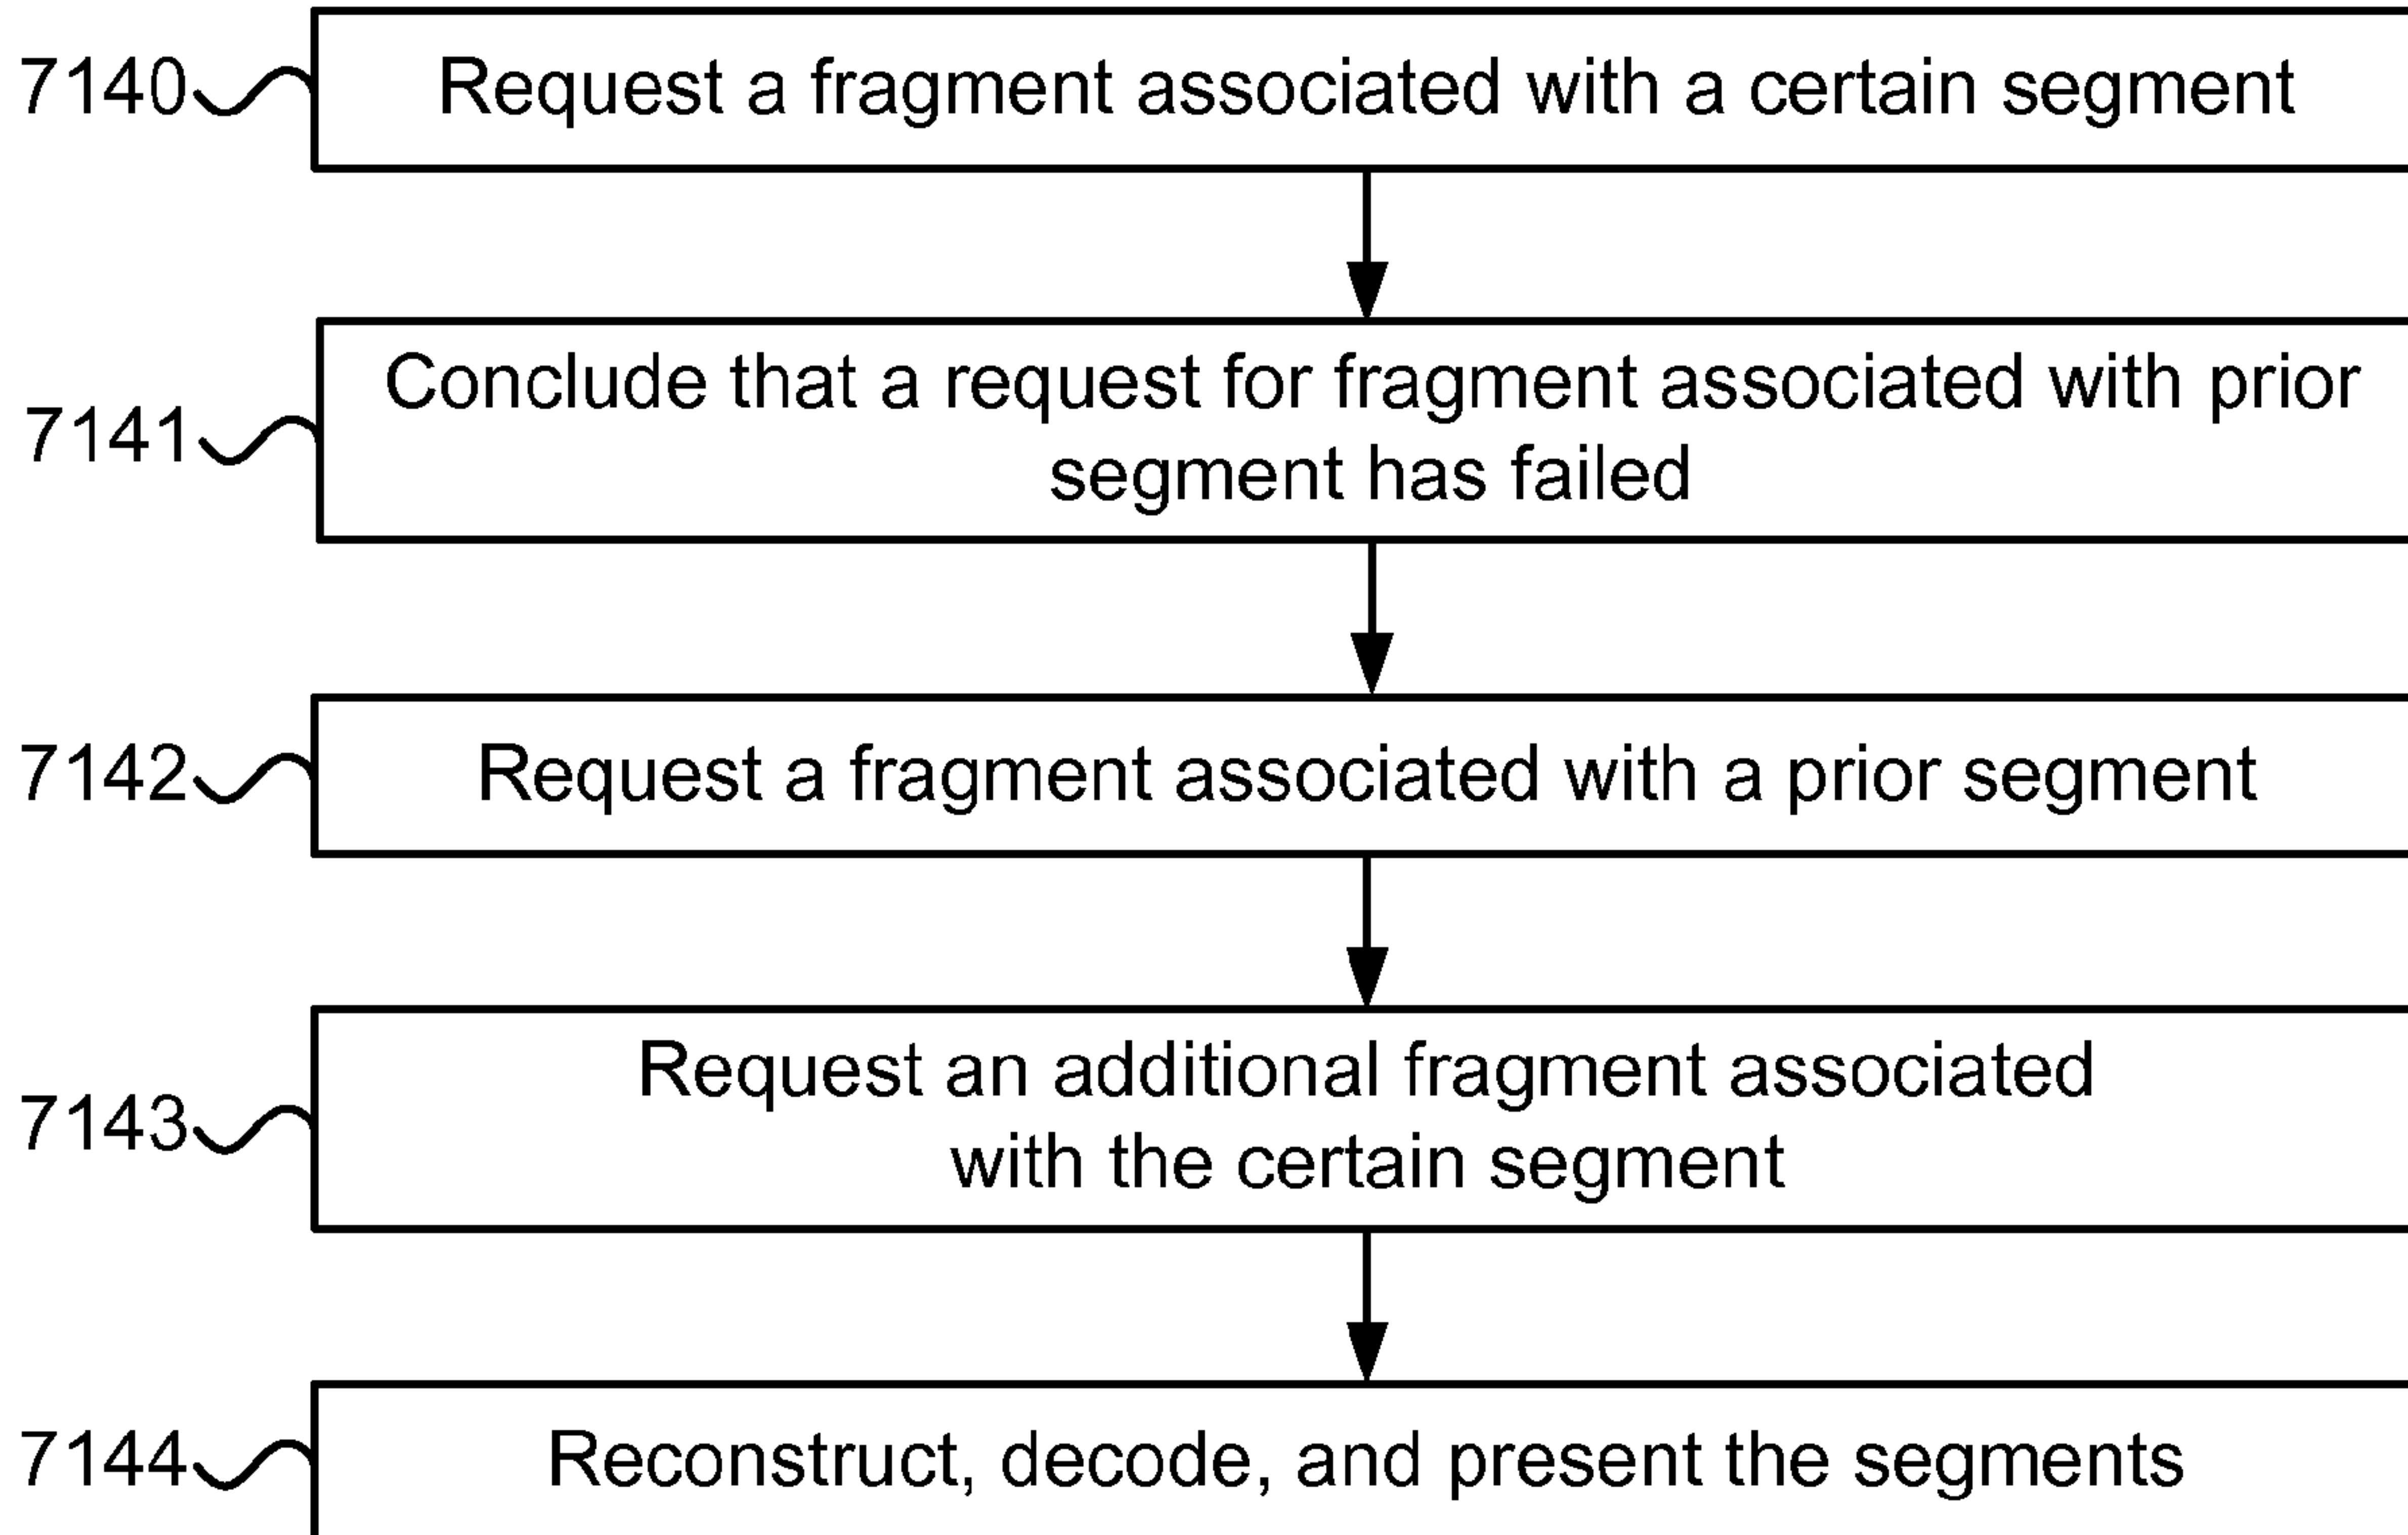 7140 Request a fragment associated with a certain segment
Conclude that a request for fragment associated with prior
7141
segment has failed
7142 Request a fragment associated with a prior segment
Request an additional fragment associated
7143
with the certain segment
7144 Reconstruct, decode, and present the segments